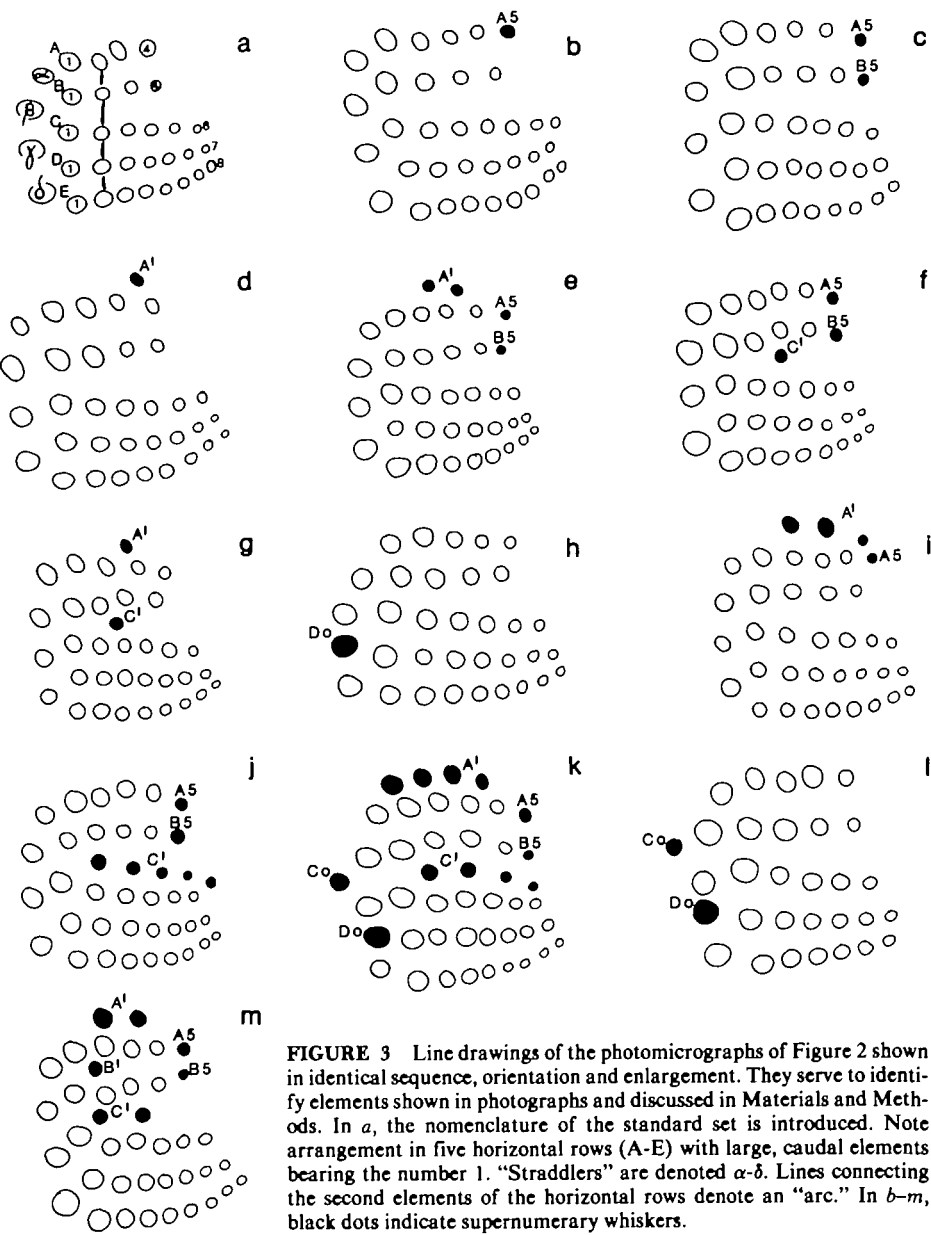 a
A 1 4
α B 1
β C 1 6
γ D 1 7
δ E 1 8
b
A5
c
A5
B5
d
A'
e
A'
A5
B5
f
A5
B5
C'
g
A'
C'
h
Do
i
A'
A5
j
A5
B5
C'
k
A'
A5
B5
Co
C'
Do
l
Co
Do
m
A'
A5
B'
B5
C'
FIGURE 3 Line drawings of the photomicrographs of Figure 2 shown
in identical sequence, orientation and enlargement. They serve to identi-
fy elements shown in photographs and discussed in Materials and Meth-
ods. In a, the nomenclature of the standard set is introduced. Note
arrangement in five horizontal rows (A-E) with large, caudal elements
bearing the number 1. "Straddlers" are denoted α-δ. Lines connecting
the second elements of the horizontal rows denote an "arc." In b–m,
black dots indicate supernumerary whiskers.